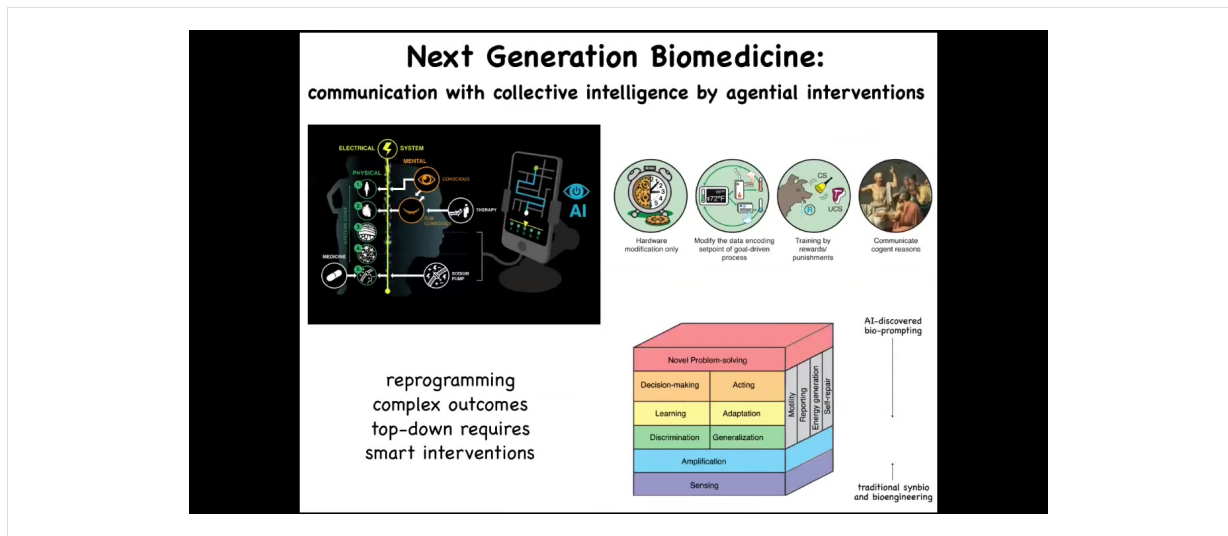 Next Generation Biomedicine:
communication with collective intelligence by agential interventions
ELECTRICAL SYSTEM
MENTAL
PHYSICAL
CONSCIOUS
THERAPY
MEDICINE
SODIUM
PUMP
AI
CS
R
UCS
72°F
Hardware
modification only
Modify the data encoding
setpoint of goal-driven
process
Training by
rewards/
punishments
Communicate
cogent reasons
reprogramming
complex outcomes
top-down requires
smart interventions
Novel Problem-solving
Decision-making Acting
Learning Adaptation
Discrimination Generalization
Amplification
Sensing
Motility
Reporting
Energy generation
Self-repair
AI-discovered
bio-prompting
traditional synbio
and bioengineering